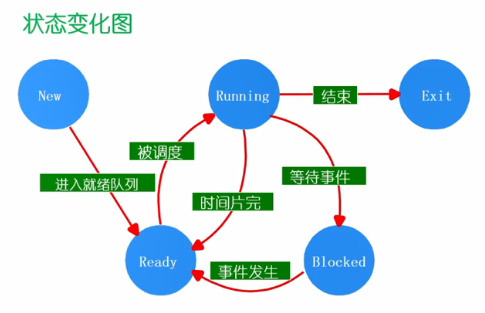 状态变化图
New
Running
结束
Exit
被调度
进入就绪队列
等待事件
时间片完
Ready
事件发生
Blocked